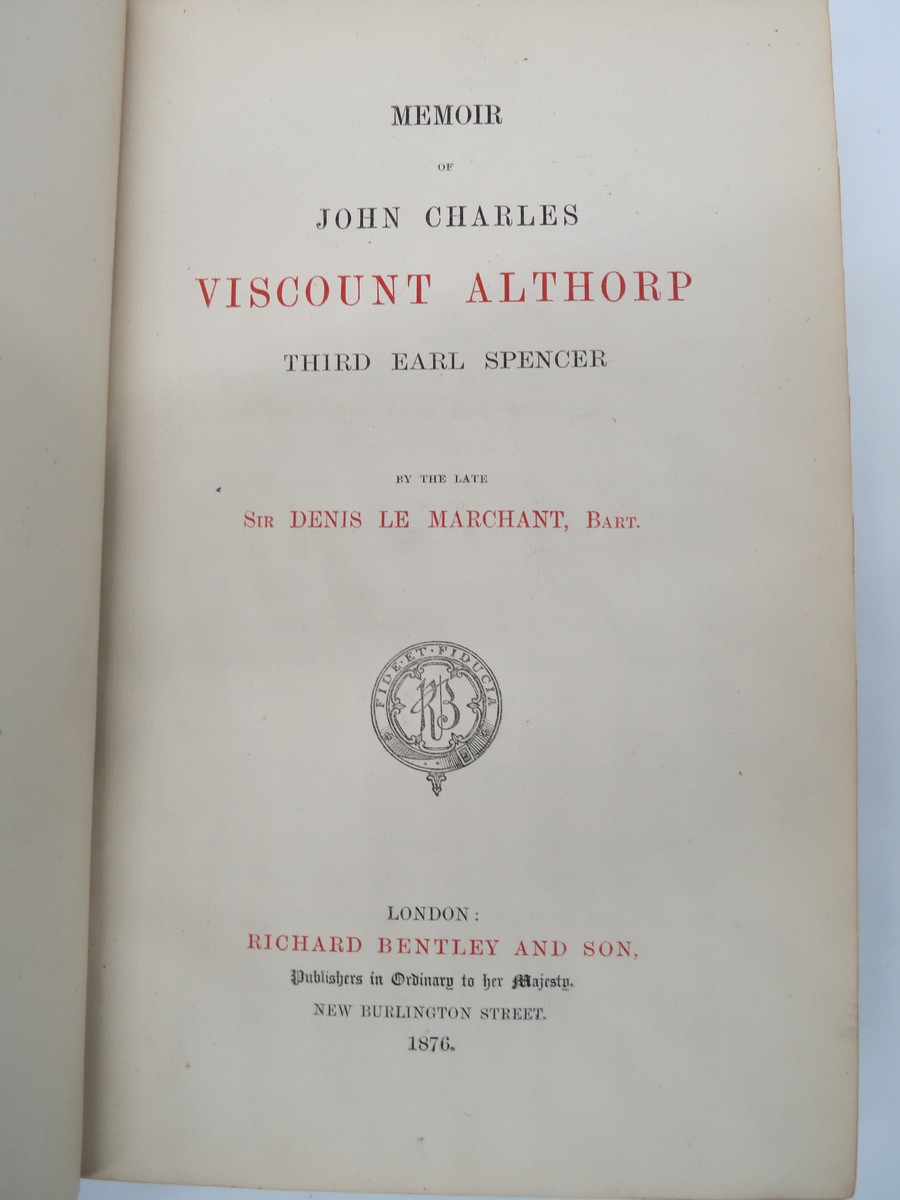 MEMOIR
OF
JOHN CHARLES
VISCOUNT ALTHORP
THIRD EARL SPENCER
BY THE LATE
SIR DENIS LE MARCHANT, BART.
FIDE·ET·FIDUCIA
RB
LONDON:
RICHARD BENTLEY AND SON,
Publishers in Ordinary to her Majesty.
NEW BURLINGTON STREET.
1876.